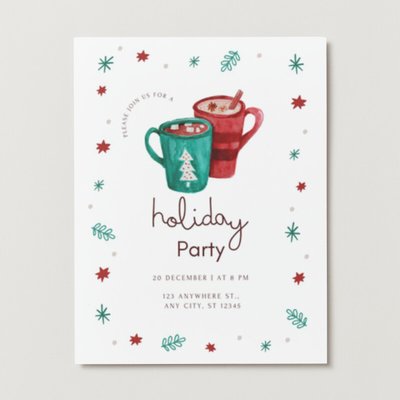 PLEASE JOIN US FOR A
holiday
Party
20 DECEMBER | AT 8 PM
123 ANYWHERE ST.,
ANY CITY, ST 12345